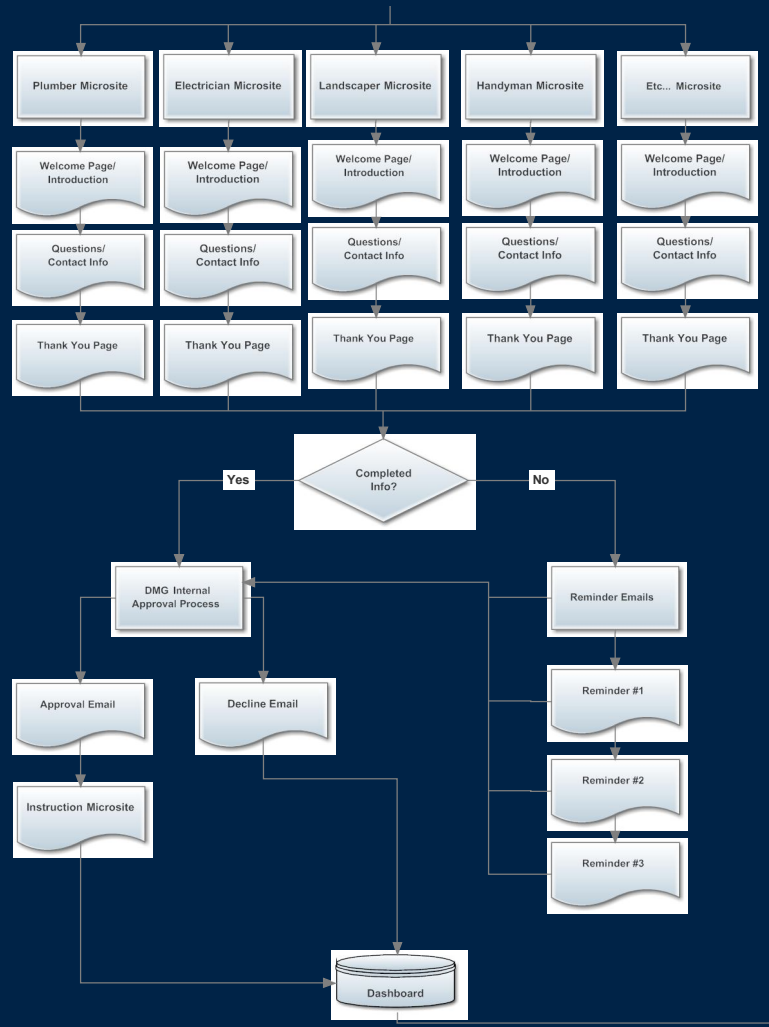 Plumber Microsite
Electrician Microsite
Landscaper Microsite
Handyman Microsite
Etc... Microsite
Welcome Page/
Introduction
Welcome Page/
Introduction
Welcome Page/
Introduction
Welcome Page/
Introduction
Welcome Page/
Introduction
Questions/
Contact Info
Questions/
Contact Info
Questions/
Contact Info
Questions/
Contact Info
Questions/
Contact Info
Thank You Page
Thank You Page
Thank You Page
Thank You Page
Thank You Page
Completed
Info?
Yes
No
DMG Internal
Approval Process
Reminder Emails
Approval Email
Decline Email
Reminder #1
Instruction Microsite
Reminder #2
Reminder #3
Dashboard